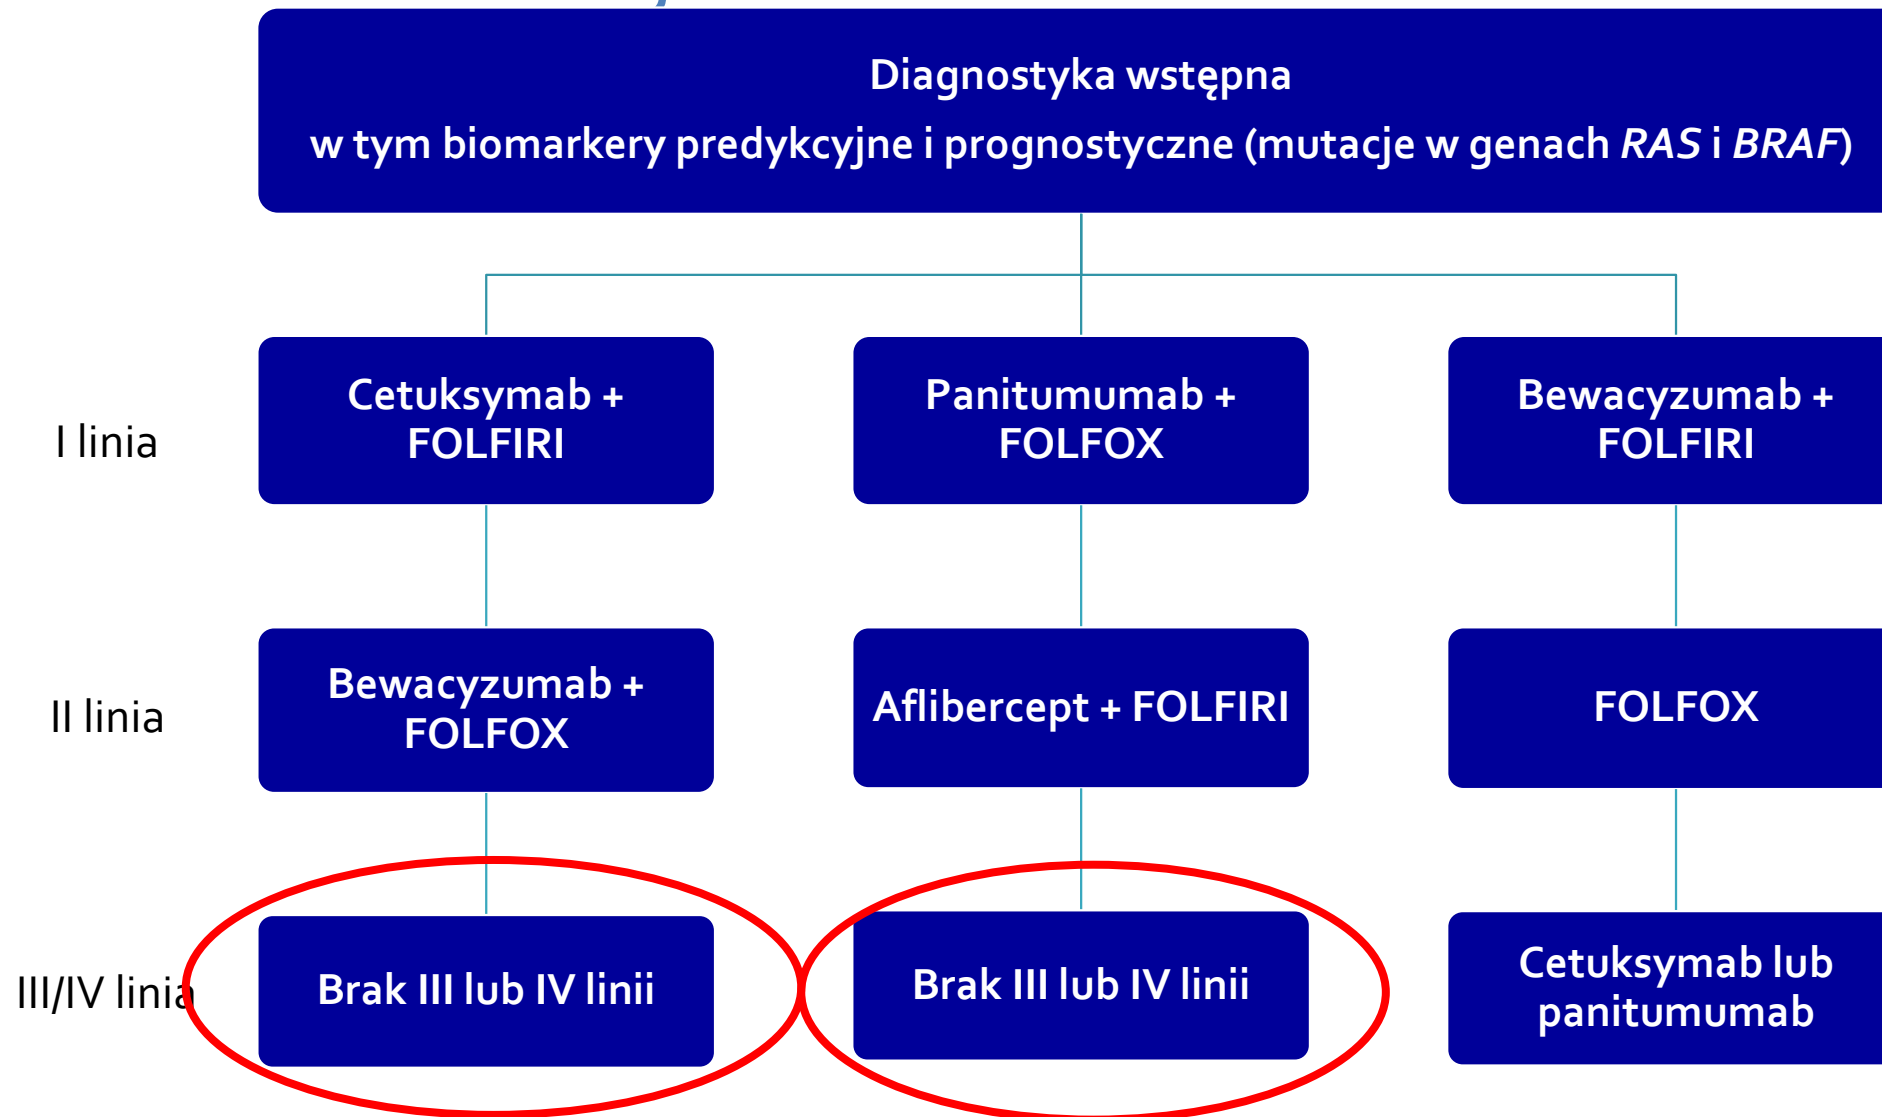 Diagnostyka wstępna
w tym biomarkery predykcyjne i prognostyczne (mutacje w genach RAS i BRAF)
I linia
Cetuksymab +
FOLFIRI
Panitumumab +
FOLFOX
Bewacyzumab +
FOLFIRI
II linia
Bewacyzumab +
FOLFOX
Aflibercept + FOLFIRI
FOLFOX
III/IV linia
Brak III lub IV linii
Brak III lub IV linii
Cetuksymab lub
panitumumab